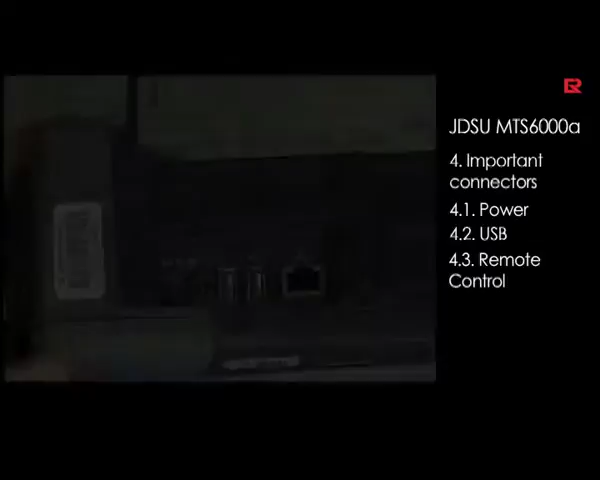 JDSU MTS6000a
4. Important
connectors
4.1. Power
4.2. USB
4.3. Remote
Control